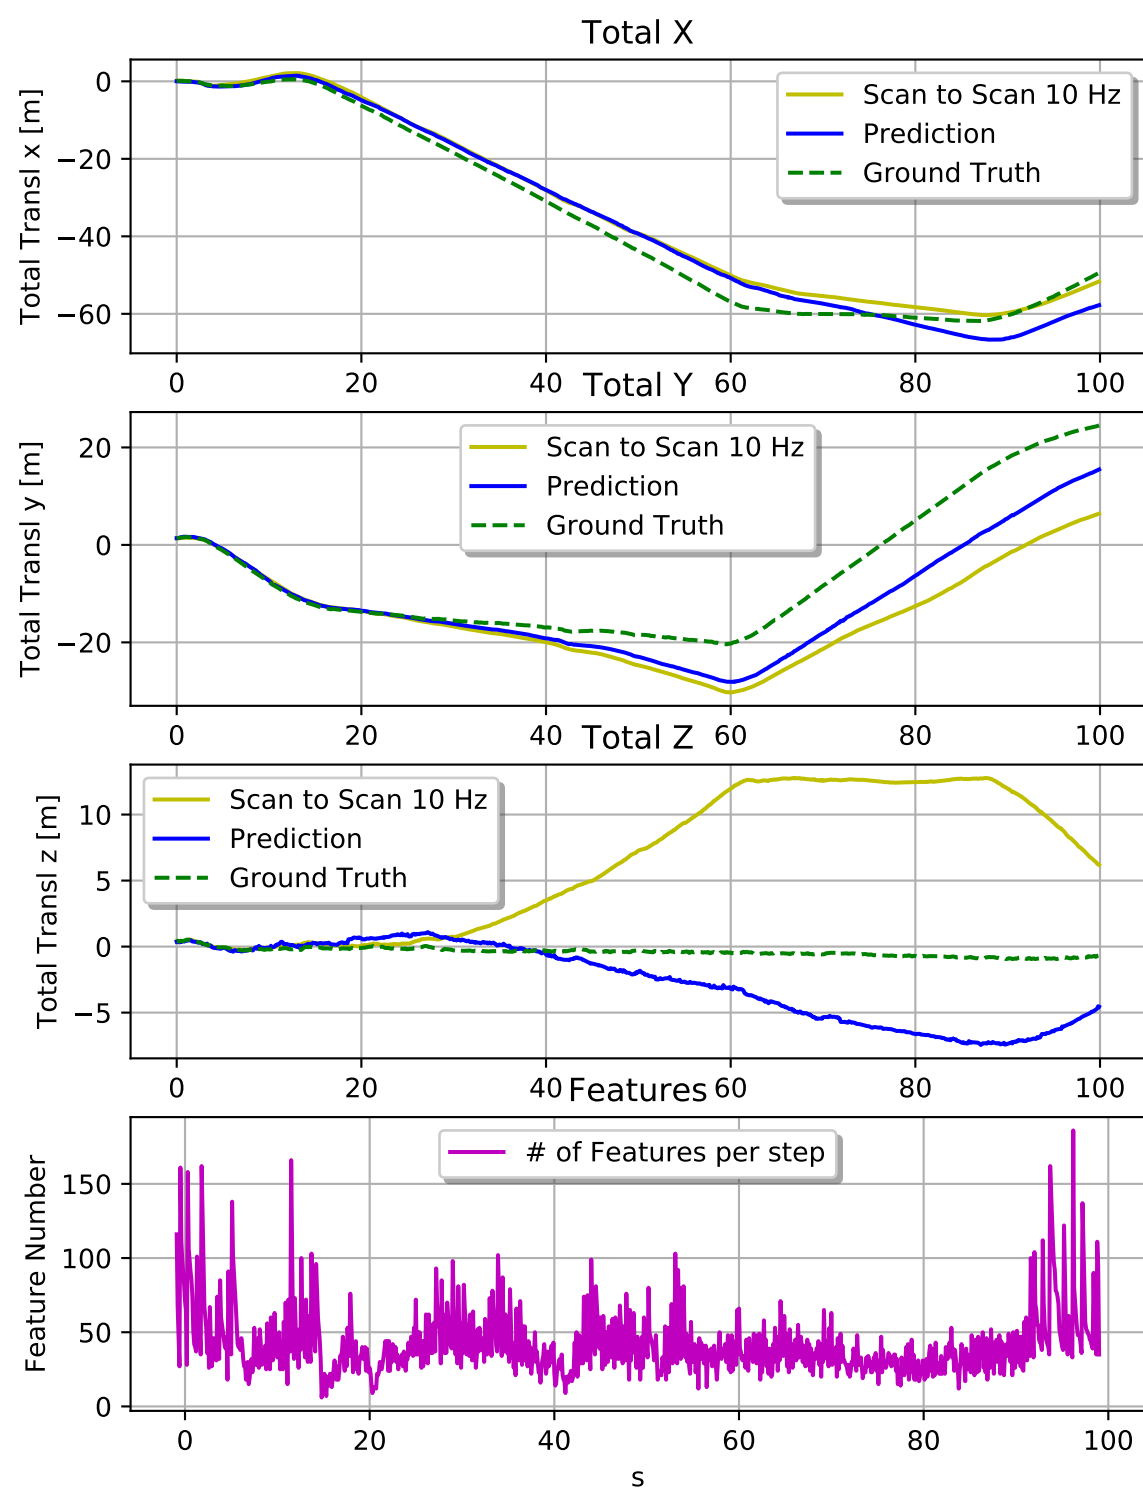 Total X
Total Transl x [m]
0
−20
−40
−60
Scan to Scan 10 Hz
Prediction
Ground Truth
0 20 40 60 80 100
Total Y
Total Transl y [m]
20
0
−20
Scan to Scan 10 Hz
Prediction
Ground Truth
0 20 40 60 80 100
Total Z
Total Transl z [m]
10
5
0
−5
Scan to Scan 10 Hz
Prediction
Ground Truth
0 20 40 60 80 100
Features
Feature Number
150
100
50
0
# of Features per step
0 20 40 60 80 100
s